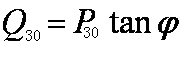 Q₃₀ = P₃₀ tan φ